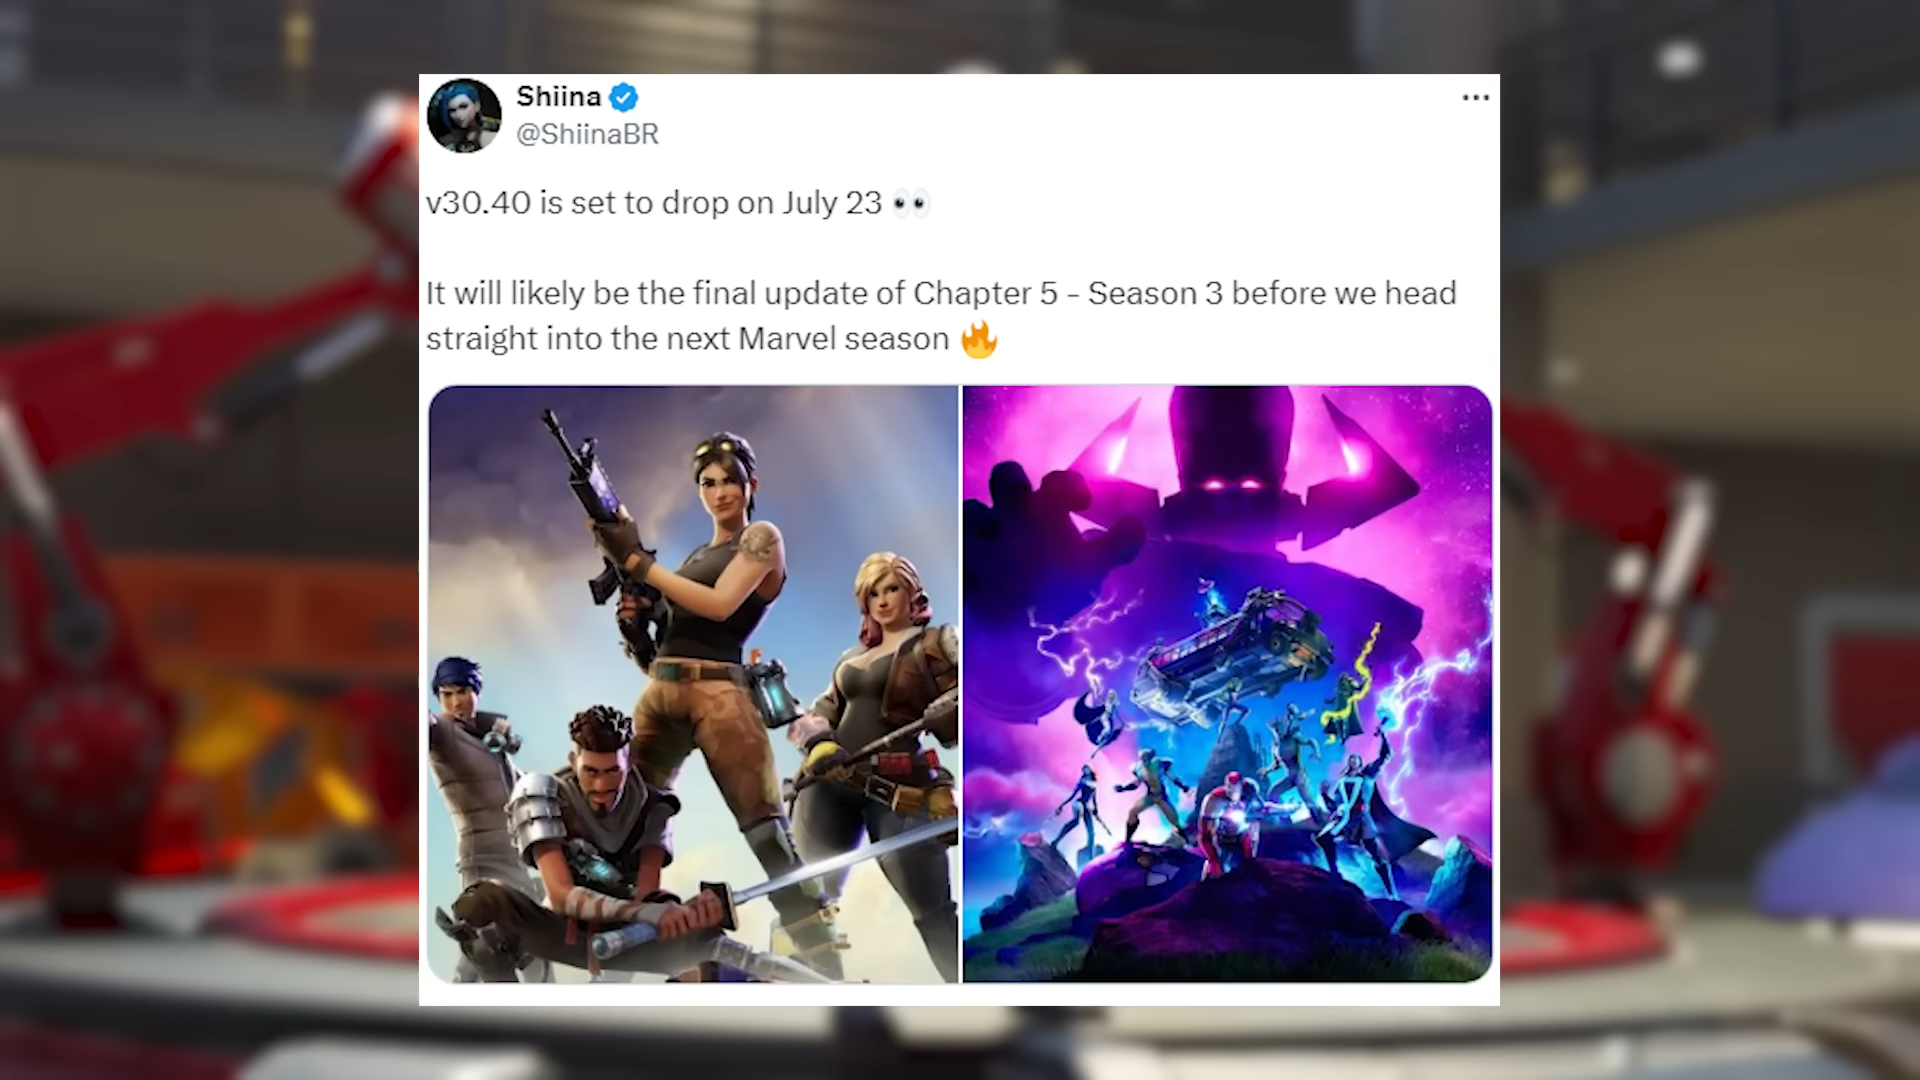 Shiina
@ShiinaBR
v30.40 is set to drop on July 23 👀
It will likely be the final update of Chapter 5 - Season 3 before we head
straight into the next Marvel season 🔥